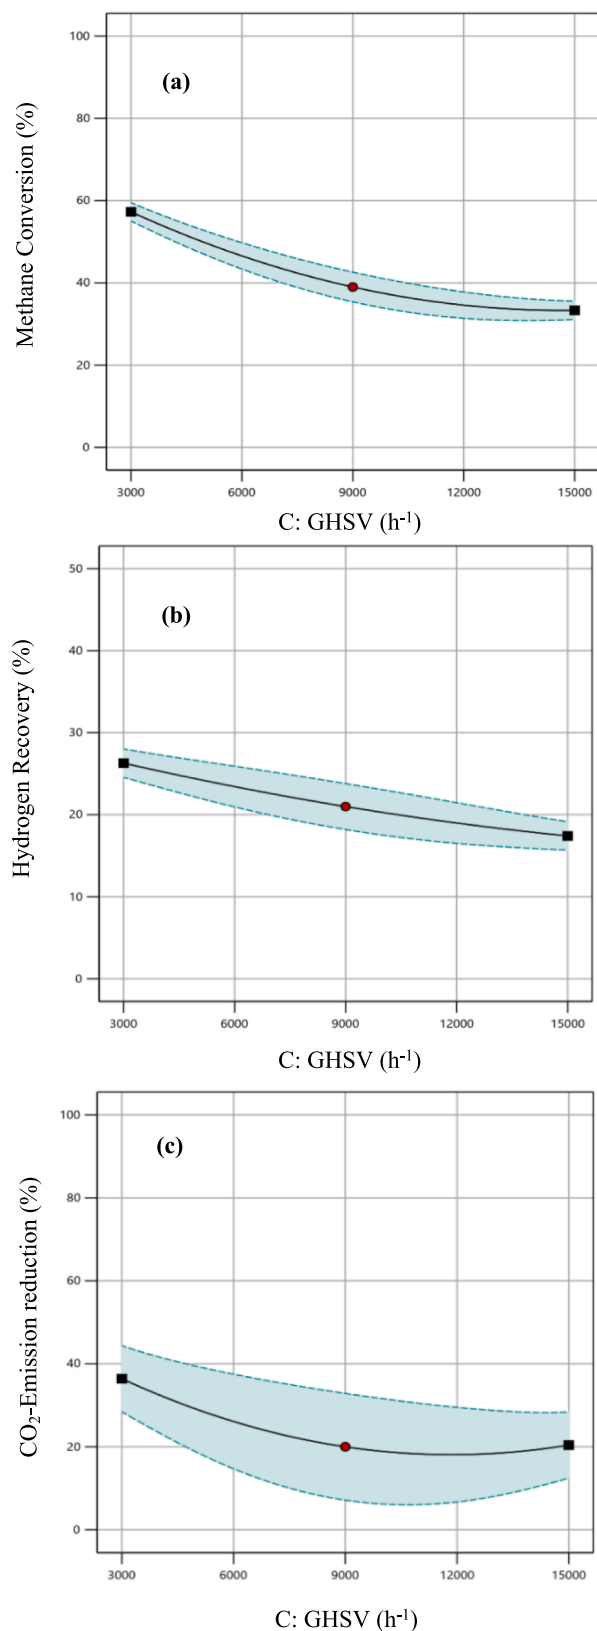 (a)
Methane Conversion (%)
100
80
60
40
20
0
3000 6000 9000 12000 15000
C: GHSV (h⁻¹)
(b)
Hydrogen Recovery (%)
50
40
30
20
10
0
3000 6000 9000 12000 15000
C: GHSV (h⁻¹)
(c)
CO₂-Emission reduction (%)
100
80
60
40
20
0
3000 6000 9000 12000 15000
C: GHSV (h⁻¹)